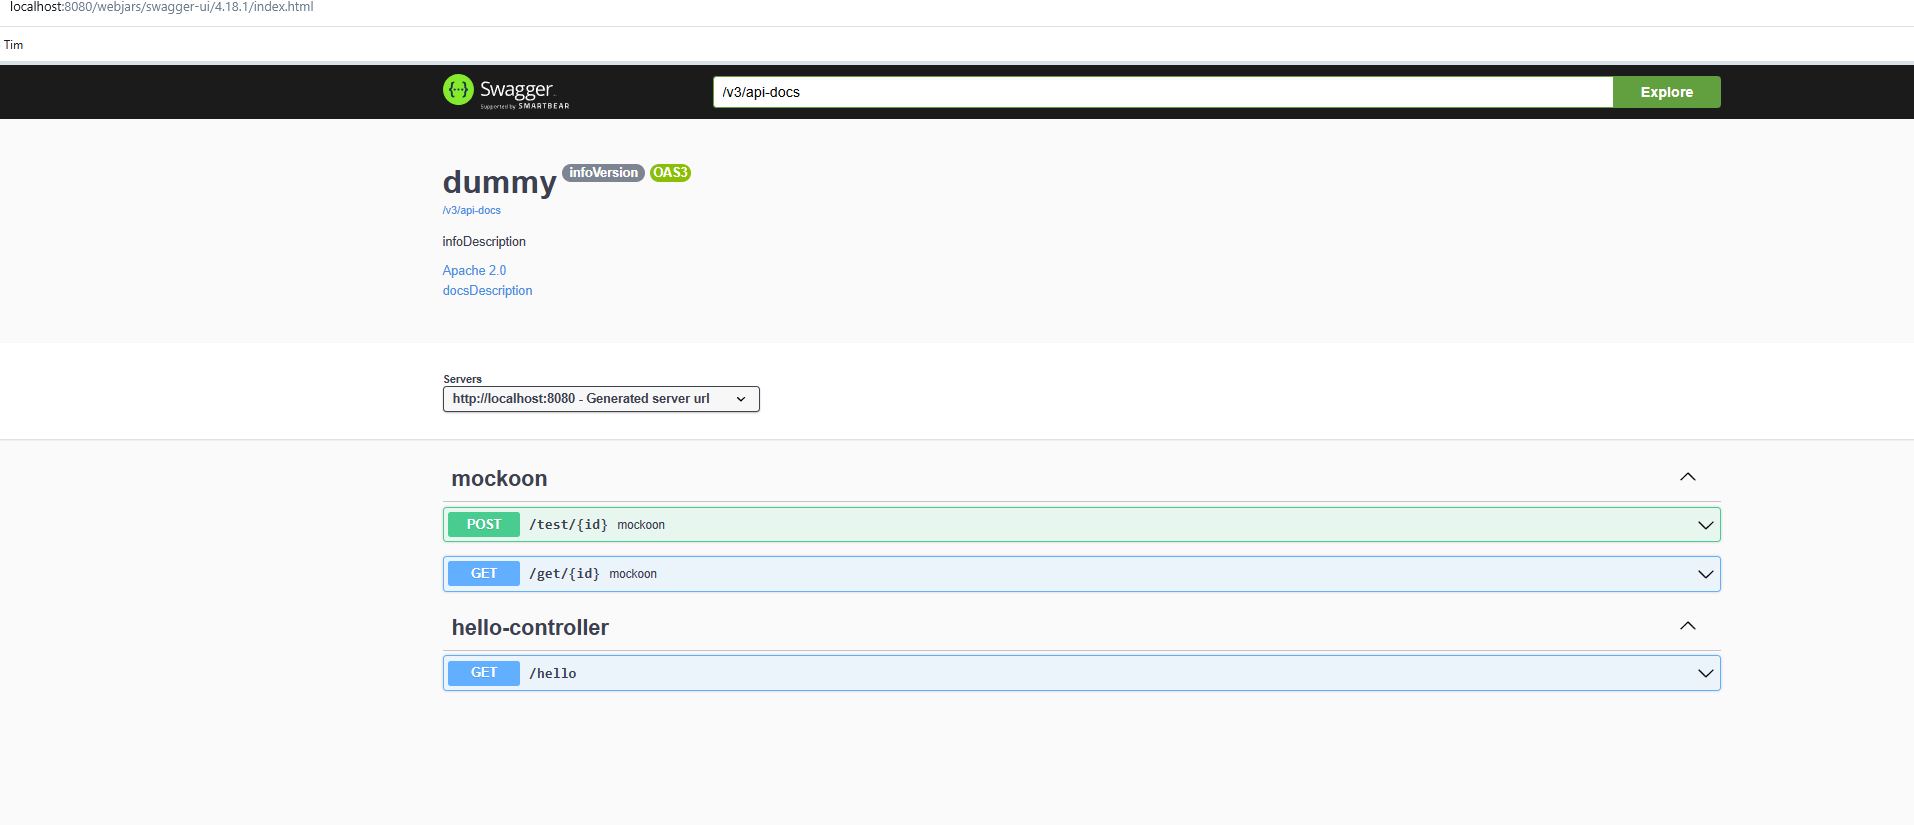 localhost:8080/webjars/swagger-ui/4.18.1/index.html
Tim
{...} Swagger
Supported by SMARTBEAR
/v3/api-docs Explore
dummy infoVersion OAS3
/v3/api-docs
infoDescription
Apache 2.0
docsDescription
Servers
http://localhost:8080 - Generated server url
mockoon
POST /test/{id} mockoon
GET /get/{id} mockoon
hello-controller
GET /hello